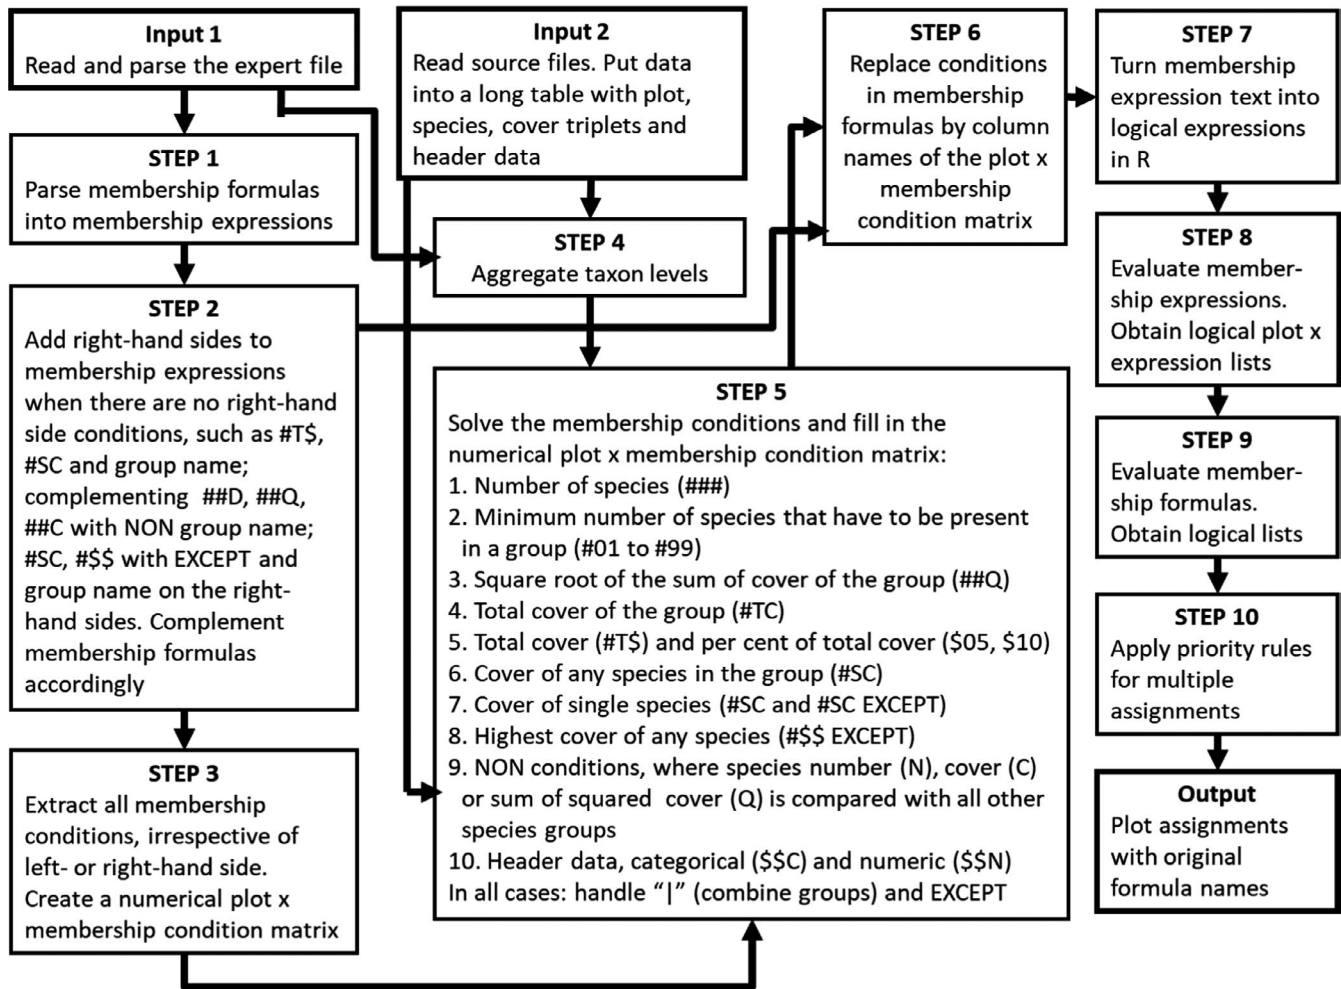 Input 1
Read and parse the expert file
STEP 1
Parse membership formulas
into membership expressions
STEP 2
Add right-hand sides to
membership expressions
when there are no right-hand
side conditions, such as #T$,
#SC and group name;
complementing ##D, ##Q,
##C with NON group name;
#SC, #$$ with EXCEPT and
group name on the right-
hand sides. Complement
membership formulas
accordingly
STEP 3
Extract all membership
conditions, irrespective of
left- or right-hand side.
Create a numerical plot x
membership condition matrix
Input 2
Read source files. Put data
into a long table with plot,
species, cover triplets and
header data
STEP 4
Aggregate taxon levels
STEP 5
Solve the membership conditions and fill in the
numerical plot x membership condition matrix:
1. Number of species (###)
2. Minimum number of species that have to be present
in a group (#01 to #99)
3. Square root of the sum of cover of the group (##Q)
4. Total cover of the group (#TC)
5. Total cover (#T$) and per cent of total cover ($05, $10)
6. Cover of any species in the group (#SC)
7. Cover of single species (#SC and #SC EXCEPT)
8. Highest cover of any species (#$$ EXCEPT)
9. NON conditions, where species number (N), cover (C)
or sum of squared cover (Q) is compared with all other
species groups
10. Header data, categorical ($$C) and numeric ($$N)
In all cases: handle “|” (combine groups) and EXCEPT
STEP 6
Replace conditions
in membership
formulas by column
names of the plot x
membership
condition matrix
STEP 7
Turn membership
expression text into
logical expressions
in R
STEP 8
Evaluate member-
ship expressions.
Obtain logical plot x
expression lists
STEP 9
Evaluate member-
ship formulas.
Obtain logical lists
STEP 10
Apply priority rules
for multiple
assignments
Output
Plot assignments
with original
formula names